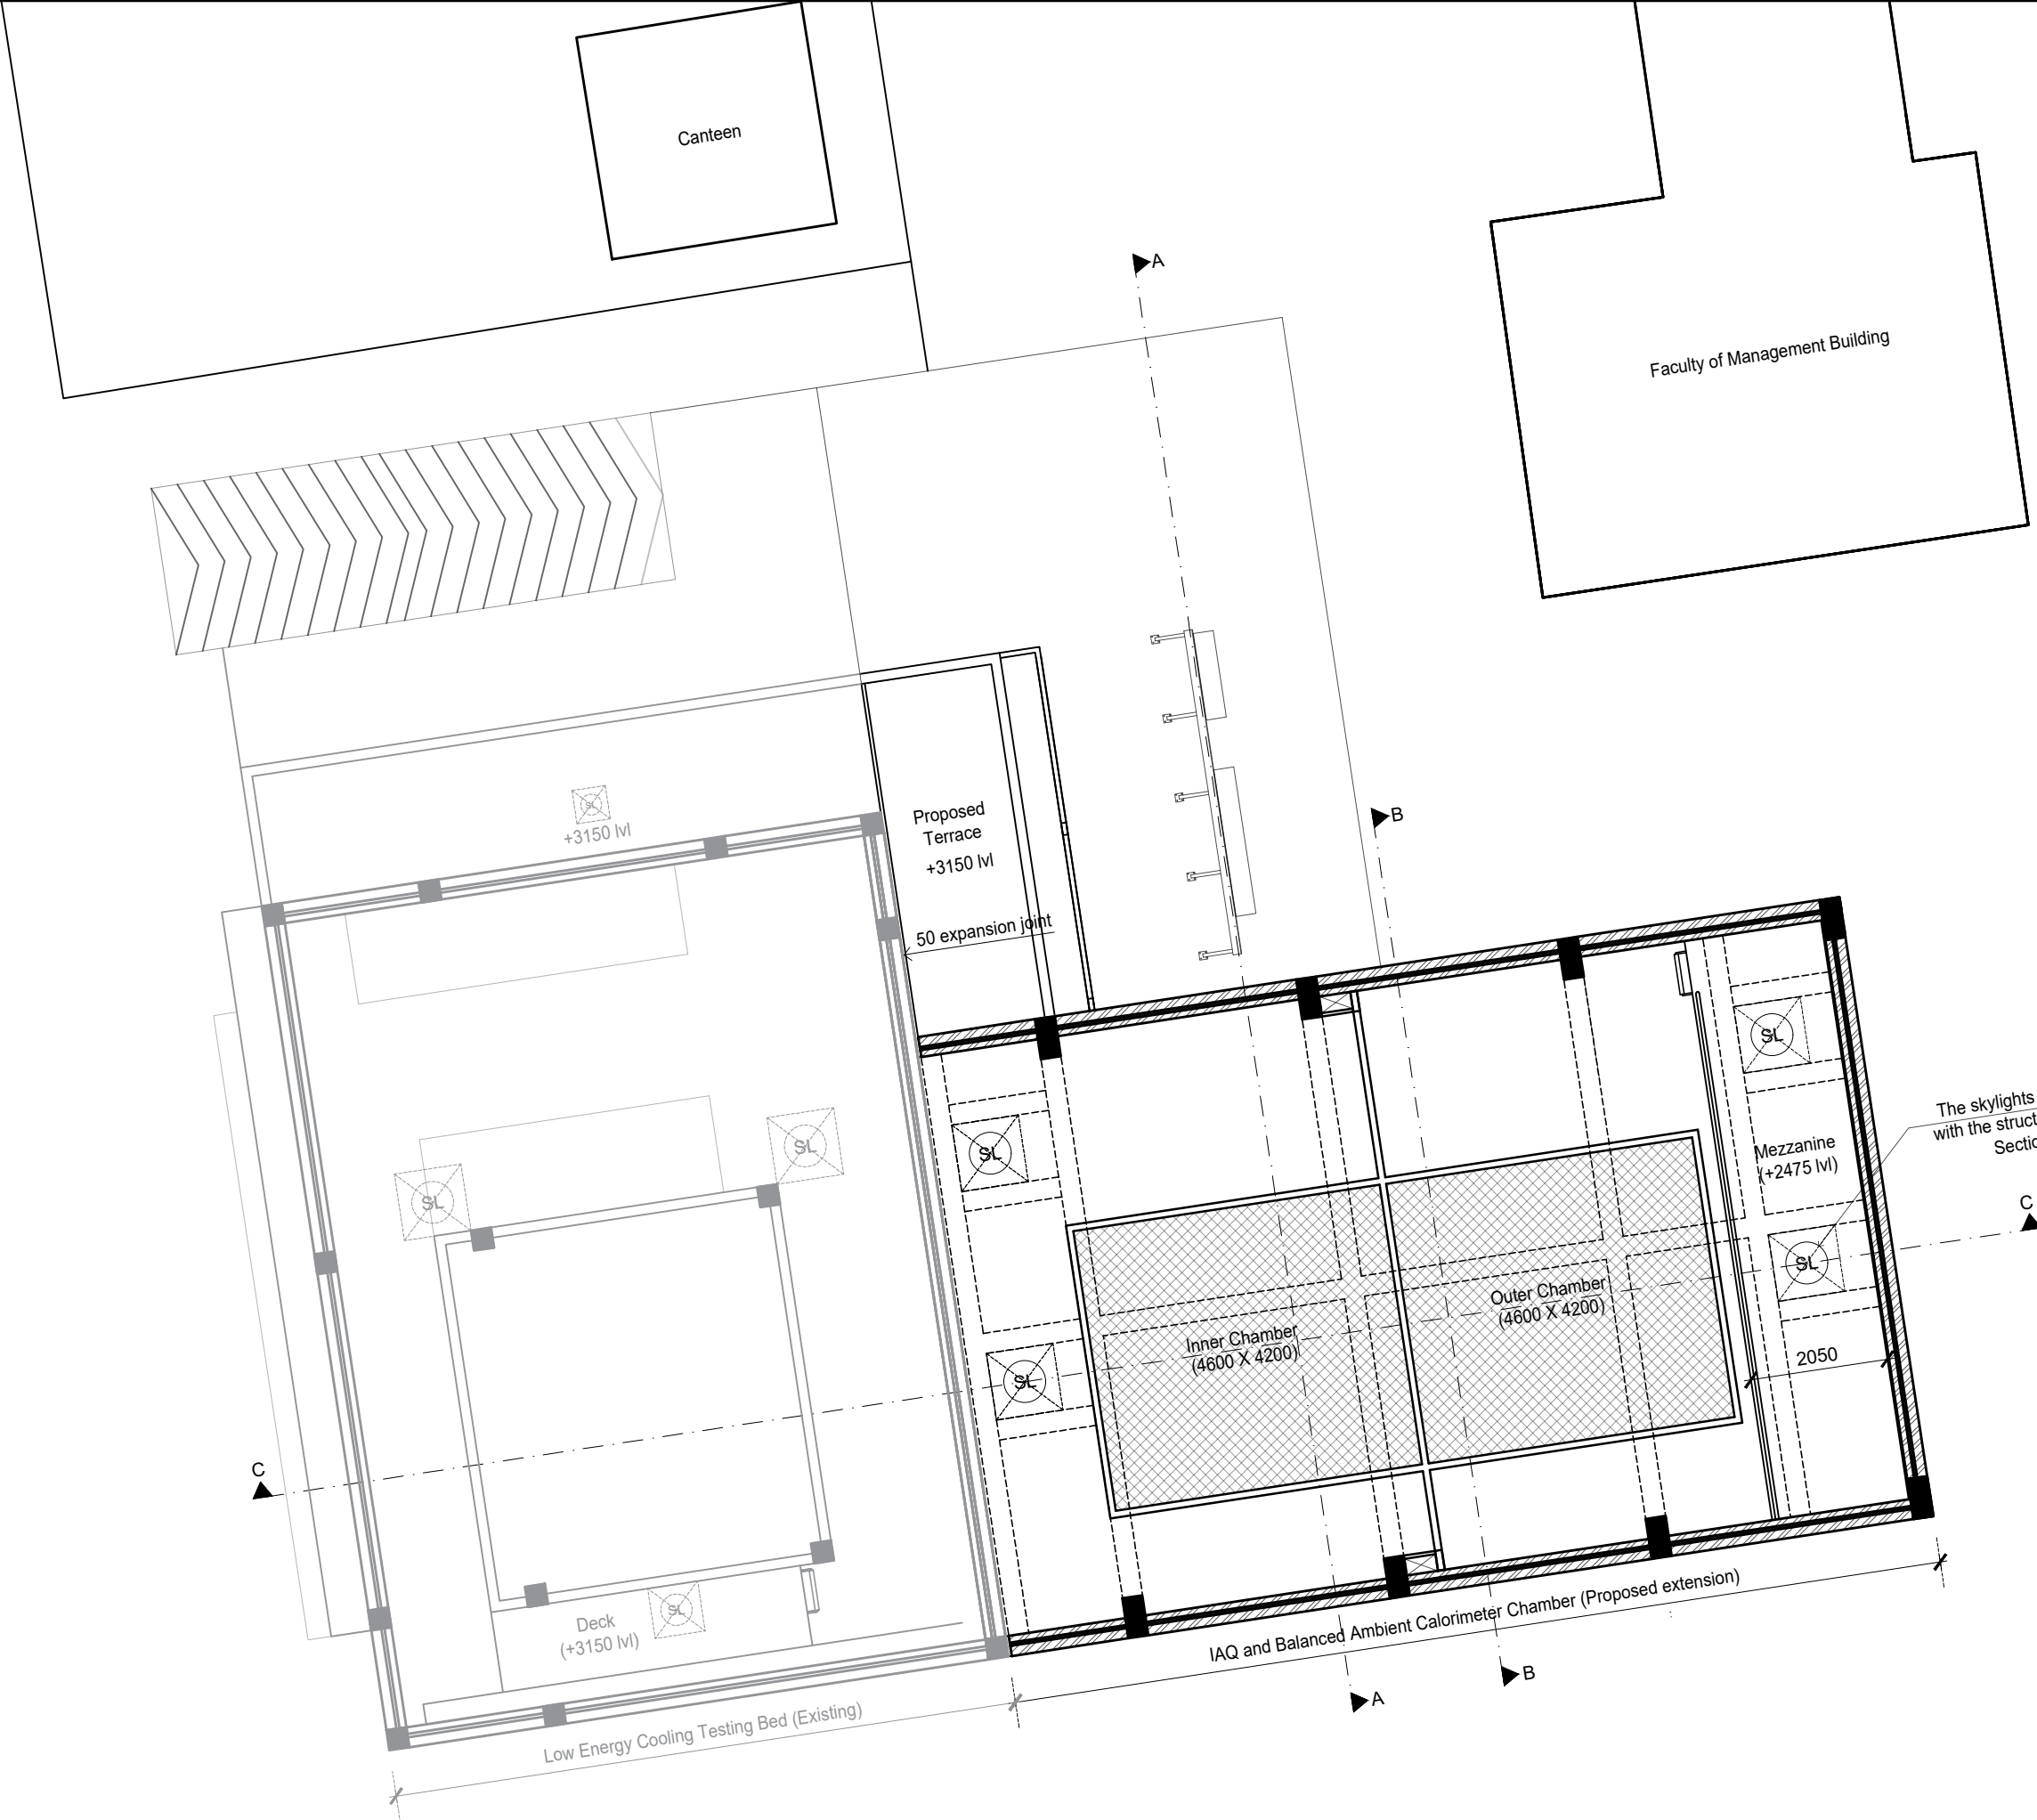 Canteen
A
Faculty of Management Building
SL
+3150 lvl
Proposed
Terrace
+3150 lvl
B
50 expansion joint
SL
SL
The skylights
with the struct
Sectio
Mezzanine
(+2475 lvl)
SL
SL
C
SL
Outer Chamber
(4600 X 4200)
Inner Chamber
(4600 X 4200)
2050
SL
C
Deck
(+3150 lvl)
SL
IAQ and Balanced Ambient Calorimeter Chamber (Proposed extension)
B
A
Low Energy Cooling Testing Bed (Existing)